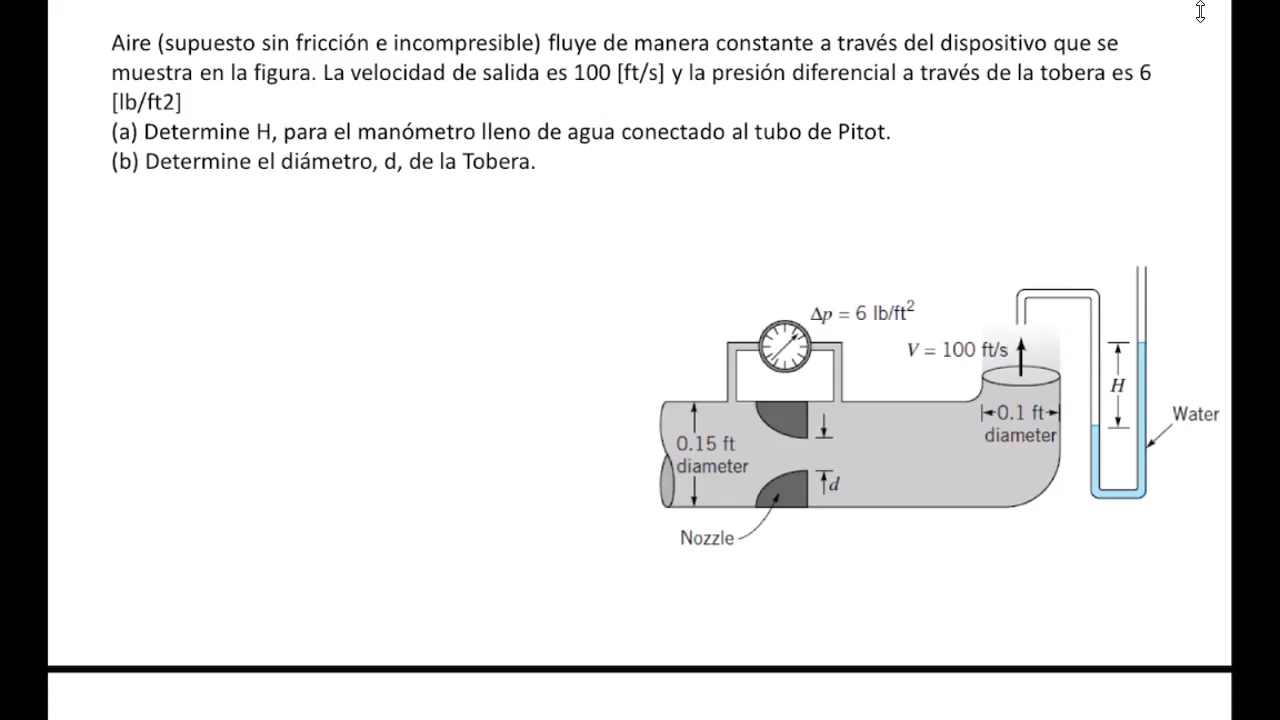 Aire (supuesto sin fricción e incompresible) fluye de manera constante a través del dispositivo que se
muestra en la figura. La velocidad de salida es 100 [ft/s] y la presión diferencial a través de la tobera es 6
[lb/ft2]
(a) Determine H, para el manómetro lleno de agua conectado al tubo de Pitot.
(b) Determine el diámetro, d, de la Tobera.
Δp = 6 lb/ft²
V = 100 ft/s
H
0.1 ft
diameter
Water
0.15 ft
diameter
d
Nozzle